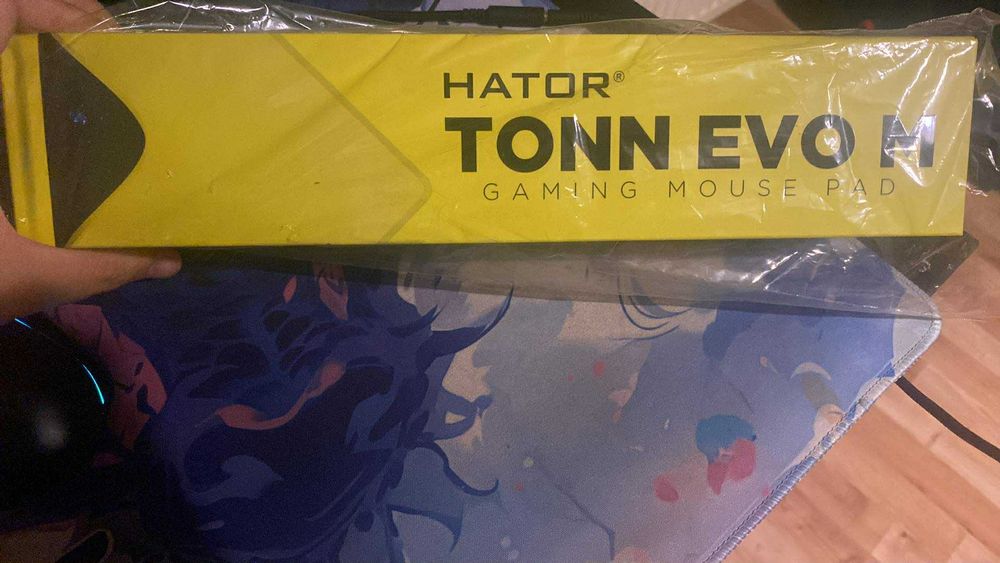 HATOR®
TONN EVO M
GAMING MOUSE PAD